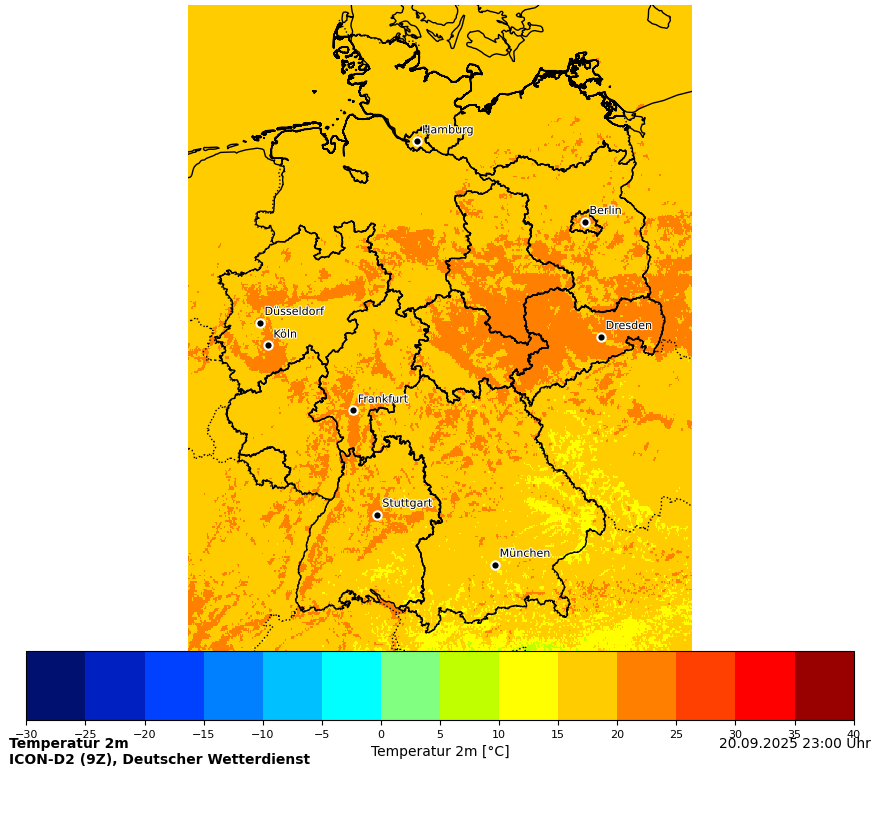 Hamburg
Berlin
Düsseldorf
Köln
Dresden
Frankfurt
Stuttgart
München
−30 −25 −20 −15 −10 −5 0 5 10 15 20 25 30 35 40
Temperatur 2m
Temperatur 2m [°C]
20.09.2025 23:00 Uhr
ICON-D2 (9Z), Deutscher Wetterdienst